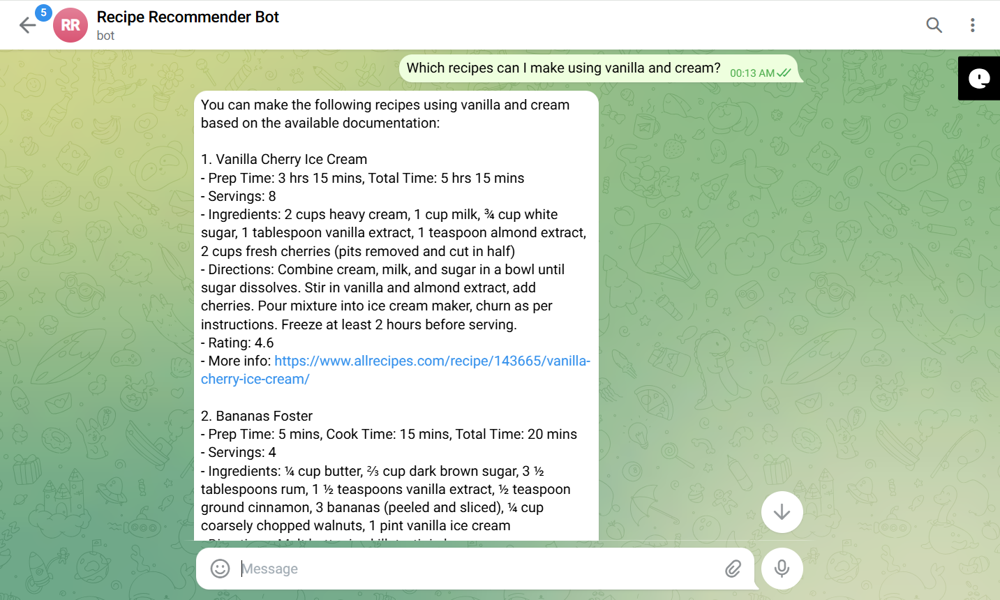 5
RR
Recipe Recommender Bot
bot
Which recipes can I make using vanilla and cream?
00:13 AM
You can make the following recipes using vanilla and cream
based on the available documentation:
1. Vanilla Cherry Ice Cream
- Prep Time: 3 hrs 15 mins, Total Time: 5 hrs 15 mins
- Servings: 8
- Ingredients: 2 cups heavy cream, 1 cup milk, ¾ cup white
sugar, 1 tablespoon vanilla extract, 1 teaspoon almond extract,
2 cups fresh cherries (pits removed and cut in half)
- Directions: Combine cream, milk, and sugar in a bowl until
sugar dissolves. Stir in vanilla and almond extract, add
cherries. Pour mixture into ice cream maker, churn as per
instructions. Freeze at least 2 hours before serving.
- Rating: 4.6
- More info: https://www.allrecipes.com/recipe/143665/vanilla-
cherry-ice-cream/
2. Bananas Foster
- Prep Time: 5 mins, Cook Time: 15 mins, Total Time: 20 mins
- Servings: 4
- Ingredients: ¼ cup butter, ⅔ cup dark brown sugar, 3 ½
tablespoons rum, 1 ½ teaspoons vanilla extract, ½ teaspoon
ground cinnamon, 3 bananas (peeled and sliced), ¼ cup
coarsely chopped walnuts, 1 pint vanilla ice cream
Message